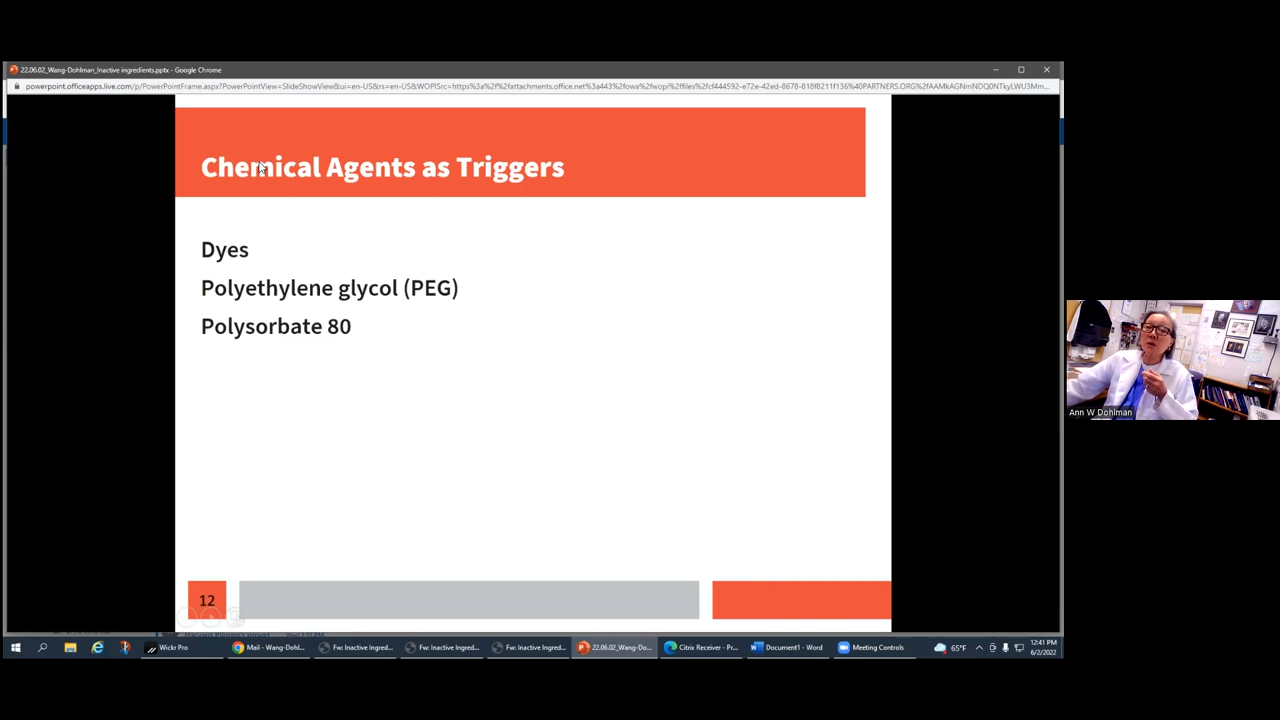 22.06.02_Wang-Dohlman_Inactive ingredients.pptx - Google Chrome
Chemical Agents as Triggers
Dyes
Polyethylene glycol (PEG)
Polysorbate 80
Ann W Dohlman
12
Wickr Pro
Mail - Wang-Dohl...
Fw: Inactive Ingred...
Fw: Inactive Ingred...
Fw: Inactive Ingred...
22.06.02_Wang-Do...
Citrix Receiver - Pr...
Document1 - Word
Meeting Controls
65°F
12:41 PM
6/2/2022